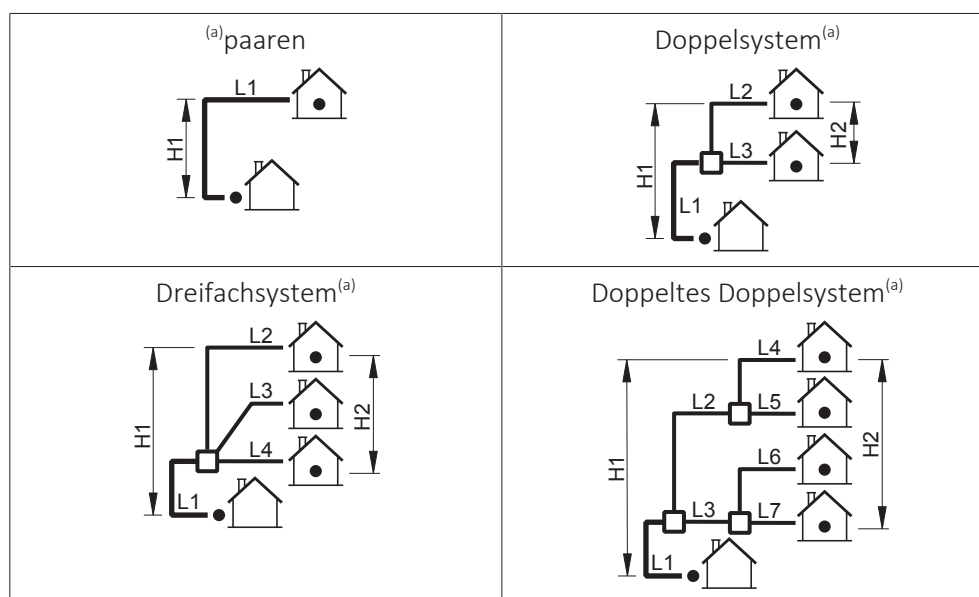 (a)paaren
L1
H1
Doppelsystem(a)
L2
H2
L3
H1
L1
Dreifachsystem(a)
L2
L3
H1
H2
L4
L1
Doppeltes Doppelsystem(a)
L4
L2
L5
H1
H2
L6
L3
L7
L1